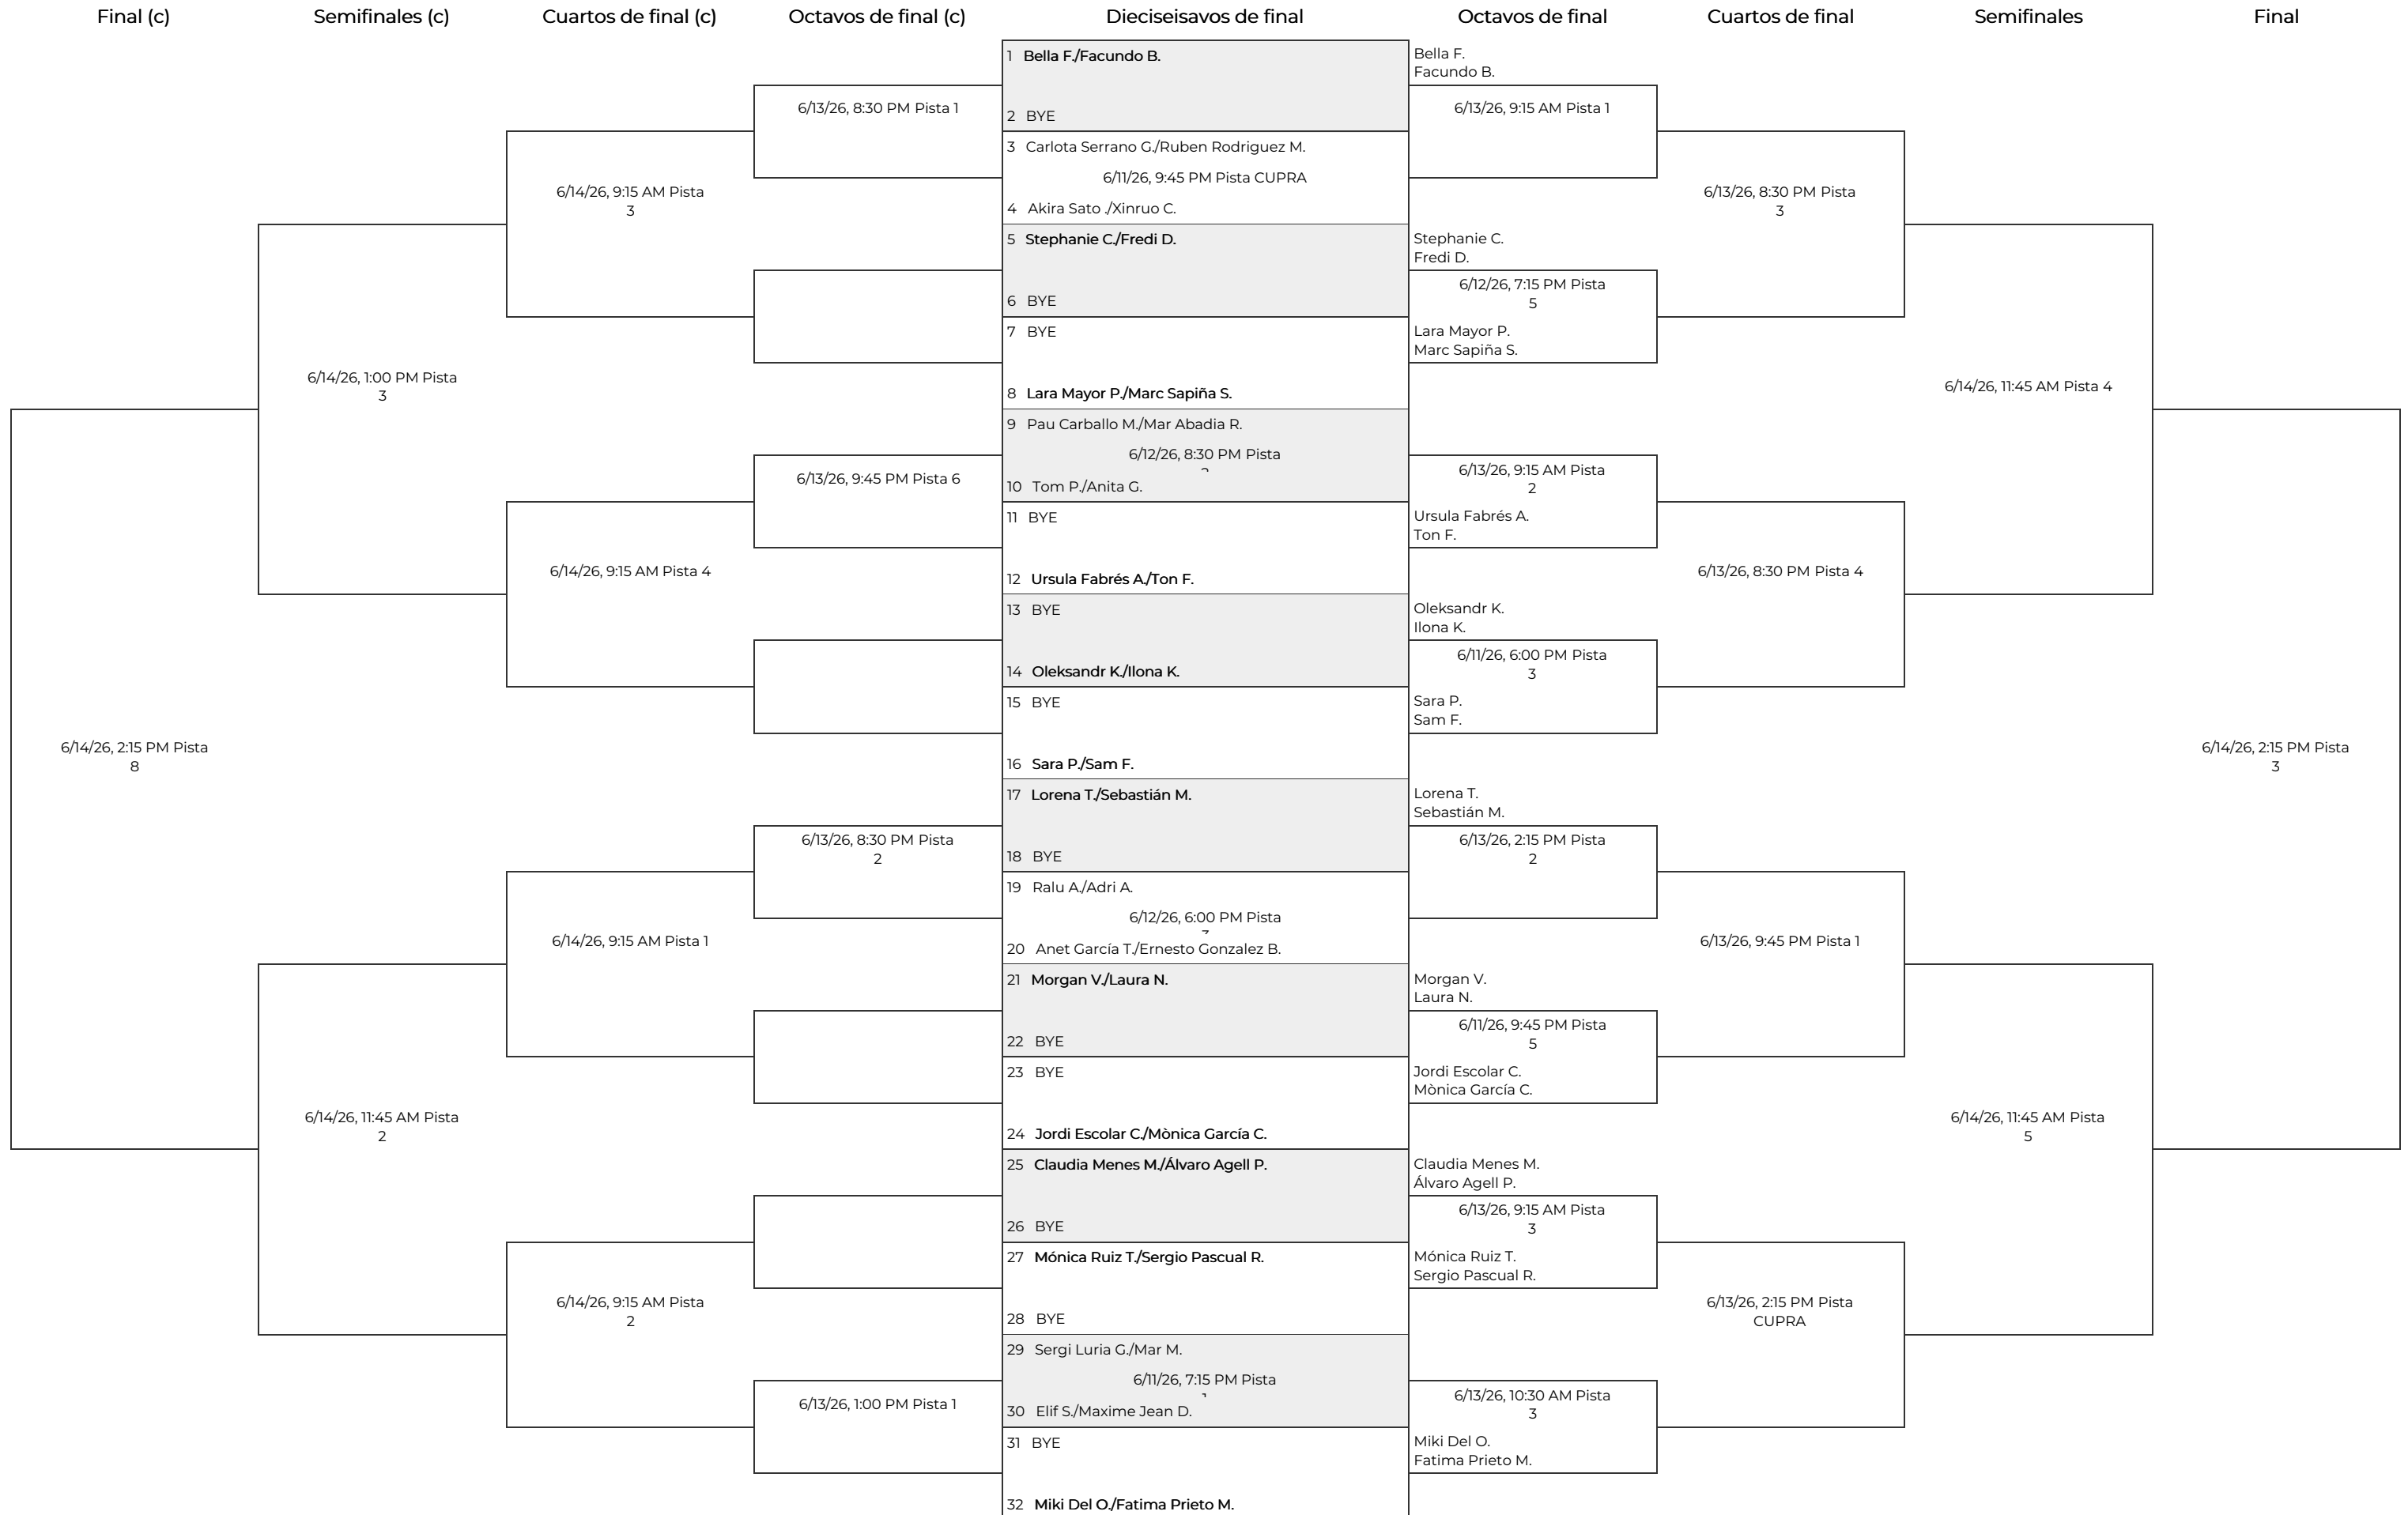 Final (c)
Semifinales (c)
Cuartos de final (c)
Octavos de final (c)
Dieciseisavos de final
Octavos de final
Cuartos de final
Semifinales
Final
6/14/26, 2:15 PM Pista
8
6/14/26, 1:00 PM Pista
3
6/14/26, 11:45 AM Pista
2
6/14/26, 9:15 AM Pista
3
6/14/26, 9:15 AM Pista 4
6/14/26, 9:15 AM Pista 1
6/14/26, 9:15 AM Pista
2
6/13/26, 8:30 PM Pista 1
6/13/26, 9:45 PM Pista 6
6/13/26, 8:30 PM Pista
2
6/13/26, 1:00 PM Pista 1
1 Bella F./Facundo B.
2 BYE
3 Carlota Serrano G./Ruben Rodriguez M.
6/11/26, 9:45 PM Pista CUPRA
4 Akira Sato ./Xinruo C.
5 Stephanie C./Fredi D.
6 BYE
7 BYE
8 Lara Mayor P./Marc Sapiña S.
9 Pau Carballo M./Mar Abadia R.
6/12/26, 8:30 PM Pista
10 Tom P./Anita G.
11 BYE
12 Ursula Fabrés A./Ton F.
13 BYE
14 Oleksandr K./Ilona K.
15 BYE
16 Sara P./Sam F.
17 Lorena T./Sebastián M.
18 BYE
19 Ralu A./Adri A.
6/12/26, 6:00 PM Pista
20 Anet García T./Ernesto Gonzalez B.
21 Morgan V./Laura N.
22 BYE
23 BYE
24 Jordi Escolar C./Mònica García C.
25 Claudia Menes M./Álvaro Agell P.
26 BYE
27 Mónica Ruiz T./Sergio Pascual R.
28 BYE
29 Sergi Luria G./Mar M.
6/11/26, 7:15 PM Pista
30 Elif S./Maxime Jean D.
31 BYE
32 Miki Del O./Fatima Prieto M.
Bella F.
Facundo B.
6/13/26, 9:15 AM Pista 1
Stephanie C.
Fredi D.
6/12/26, 7:15 PM Pista
5
Lara Mayor P.
Marc Sapiña S.
6/13/26, 9:15 AM Pista
2
Ursula Fabrés A.
Ton F.
Oleksandr K.
Ilona K.
6/11/26, 6:00 PM Pista
3
Sara P.
Sam F.
Lorena T.
Sebastián M.
6/13/26, 2:15 PM Pista
2
Morgan V.
Laura N.
6/11/26, 9:45 PM Pista
5
Jordi Escolar C.
Mònica García C.
Claudia Menes M.
Álvaro Agell P.
6/13/26, 9:15 AM Pista
3
Mónica Ruiz T.
Sergio Pascual R.
6/13/26, 10:30 AM Pista
3
Miki Del O.
Fatima Prieto M.
6/13/26, 8:30 PM Pista
3
6/13/26, 8:30 PM Pista 4
6/13/26, 9:45 PM Pista 1
6/13/26, 2:15 PM Pista
CUPRA
6/14/26, 11:45 AM Pista 4
6/14/26, 11:45 AM Pista
5
6/14/26, 2:15 PM Pista
3